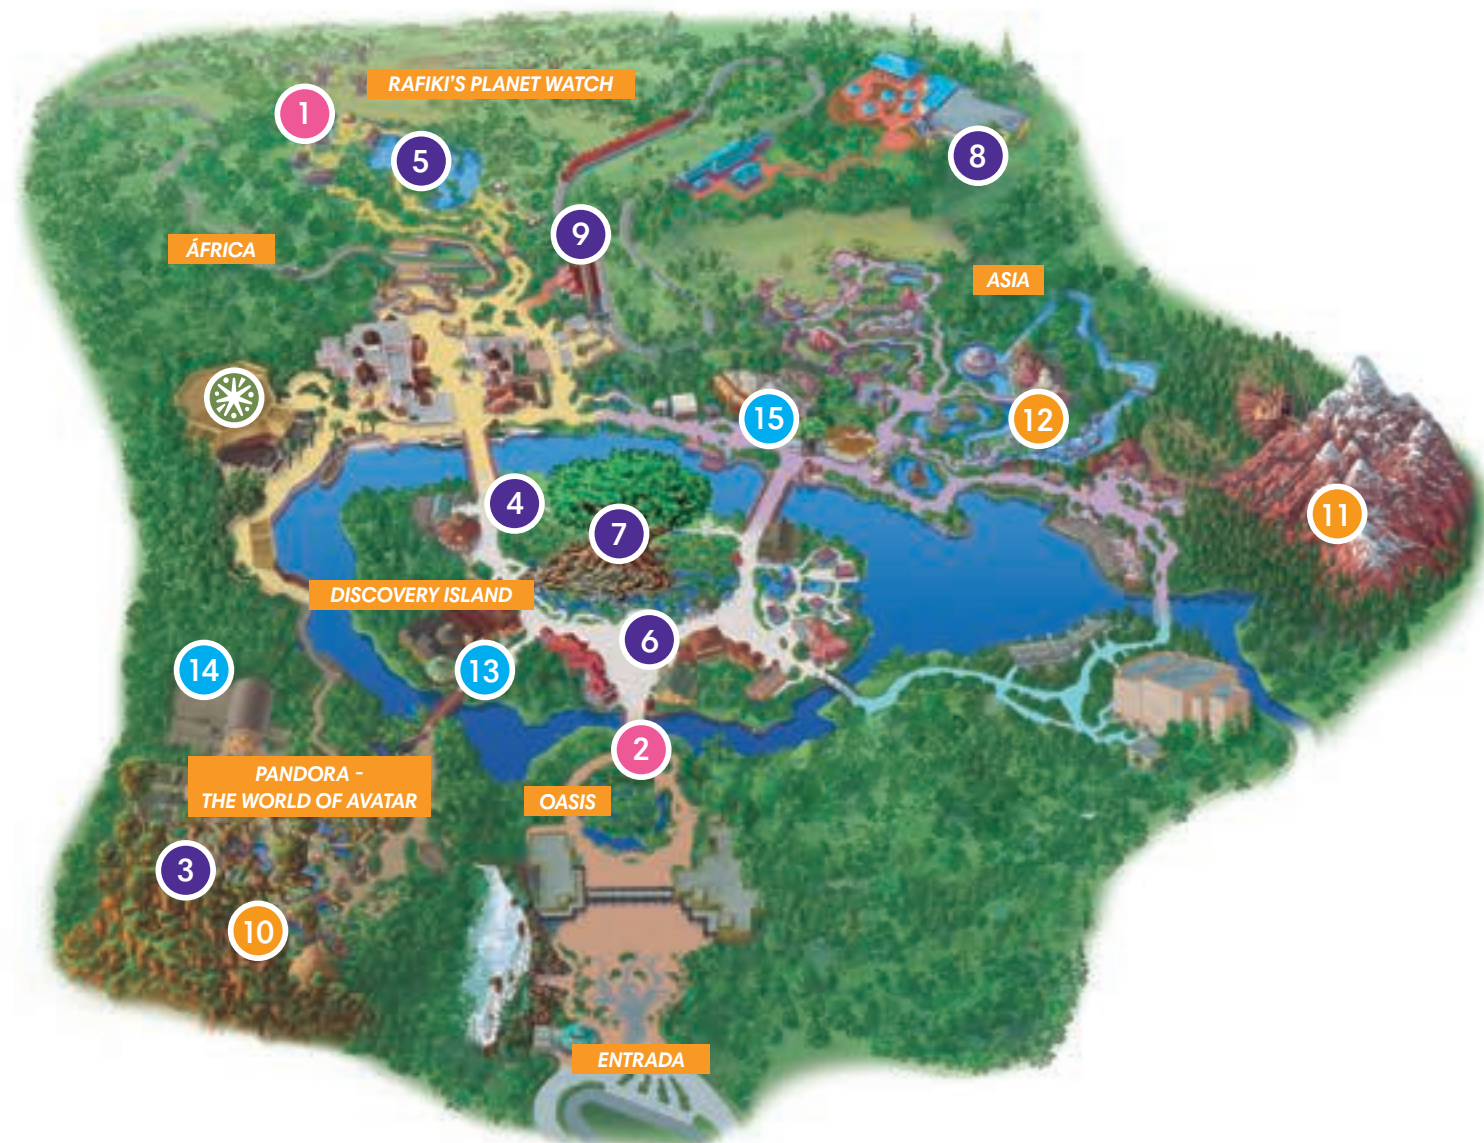 RAFIKI'S PLANET WATCH
1
5
8
9
ÁFRICA
ASIA
15
12
4
7
11
DISCOVERY ISLAND
6
14
13
2
PANDORA -
THE WORLD OF AVATAR
OASIS
3
10
ENTRADA